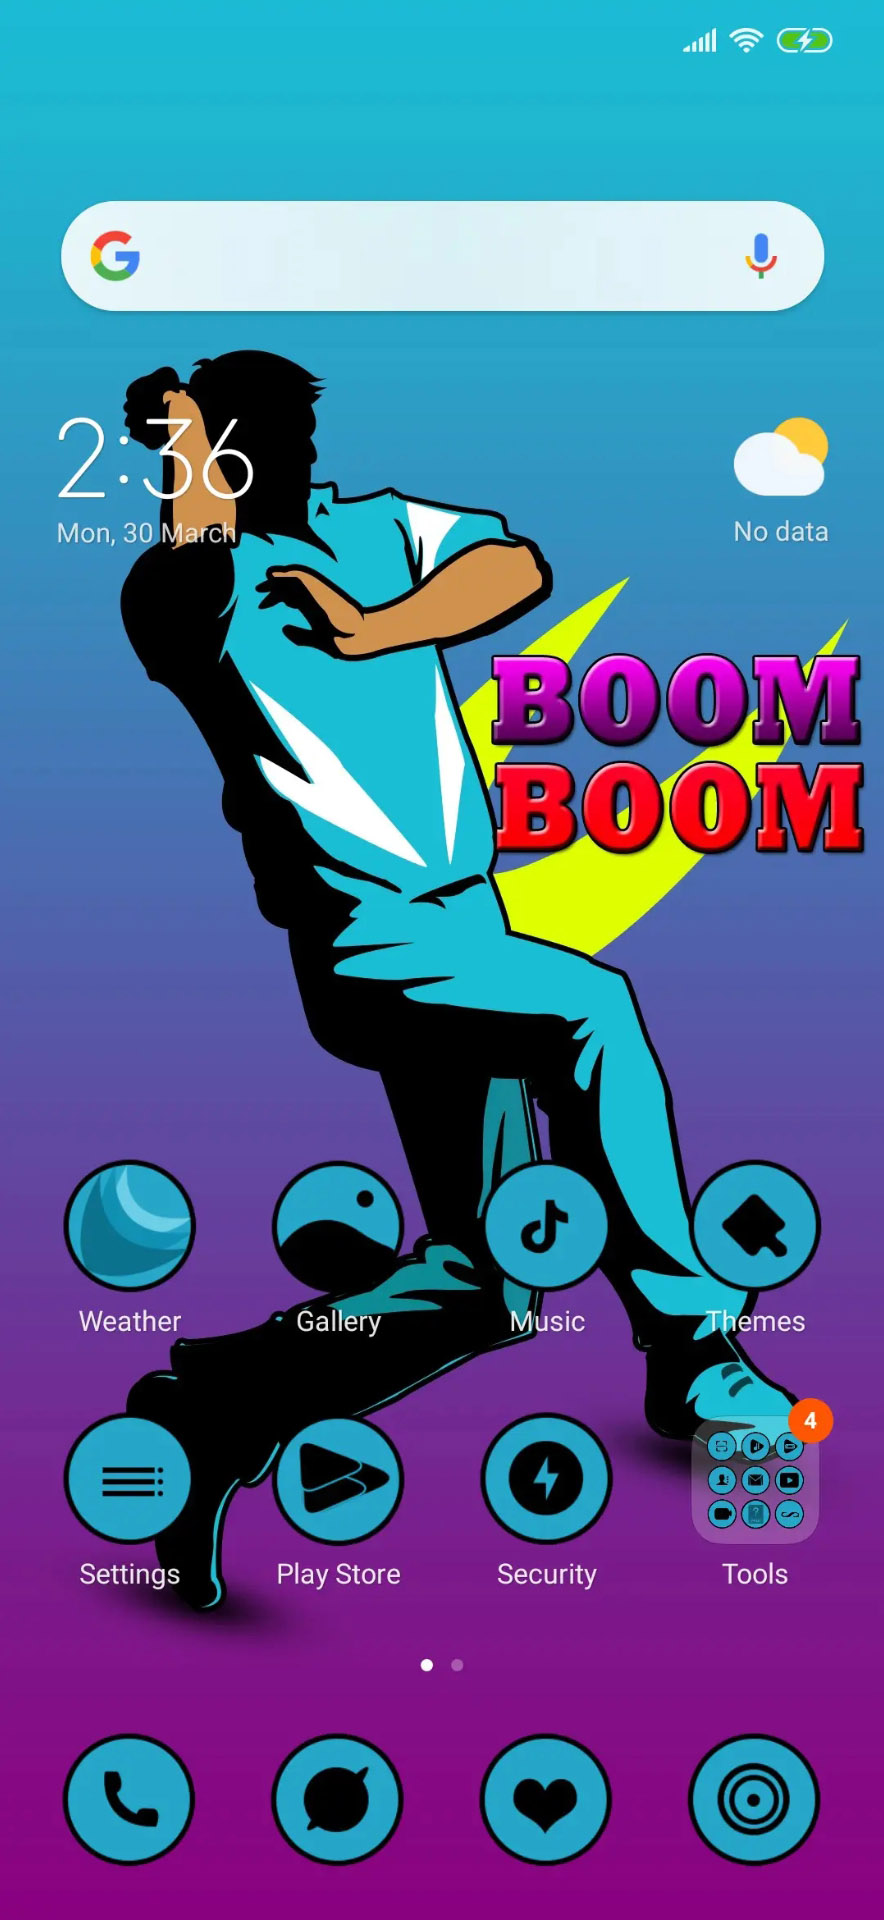 2:36
Mon, 30 March
No data
BOOM
BOOM
Weather
Gallery
Music
Themes
4
Settings
Play Store
Security
Tools